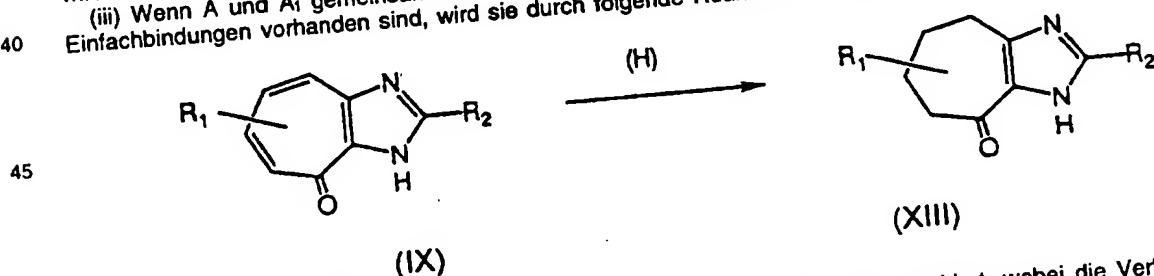 (iii) Wenn A und A₁ gemeinsam
40 Einfachbindungen vorhanden sind, wird sie durch folgende
(H)
R₁ N R₂ N H O
R₁ N R₂ N H O
45
(XIII)
(IX)
wobei die